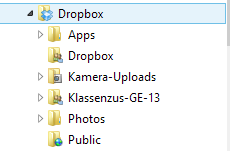 Dropbox
Apps
Dropbox
Kamera-Uploads
Klassenzus-GE-13
Photos
Public